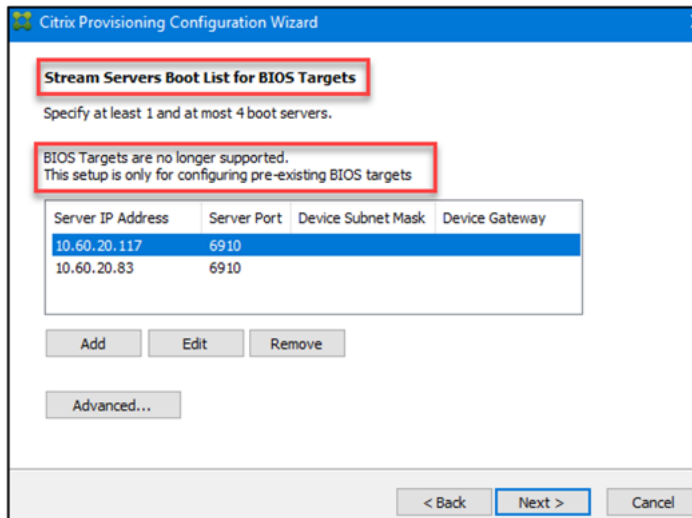 Citrix Provisioning Configuration Wizard
Stream Servers Boot List for BIOS Targets
Specify at least 1 and at most 4 boot servers.
BIOS Targets are no longer supported.
This setup is only for configuring pre-existing BIOS targets
Server IP Address Server Port Device Subnet Mask Device Gateway
10.60.20.117 6910
10.60.20.83 6910
Add Edit Remove
Advanced...
< Back Next > Cancel